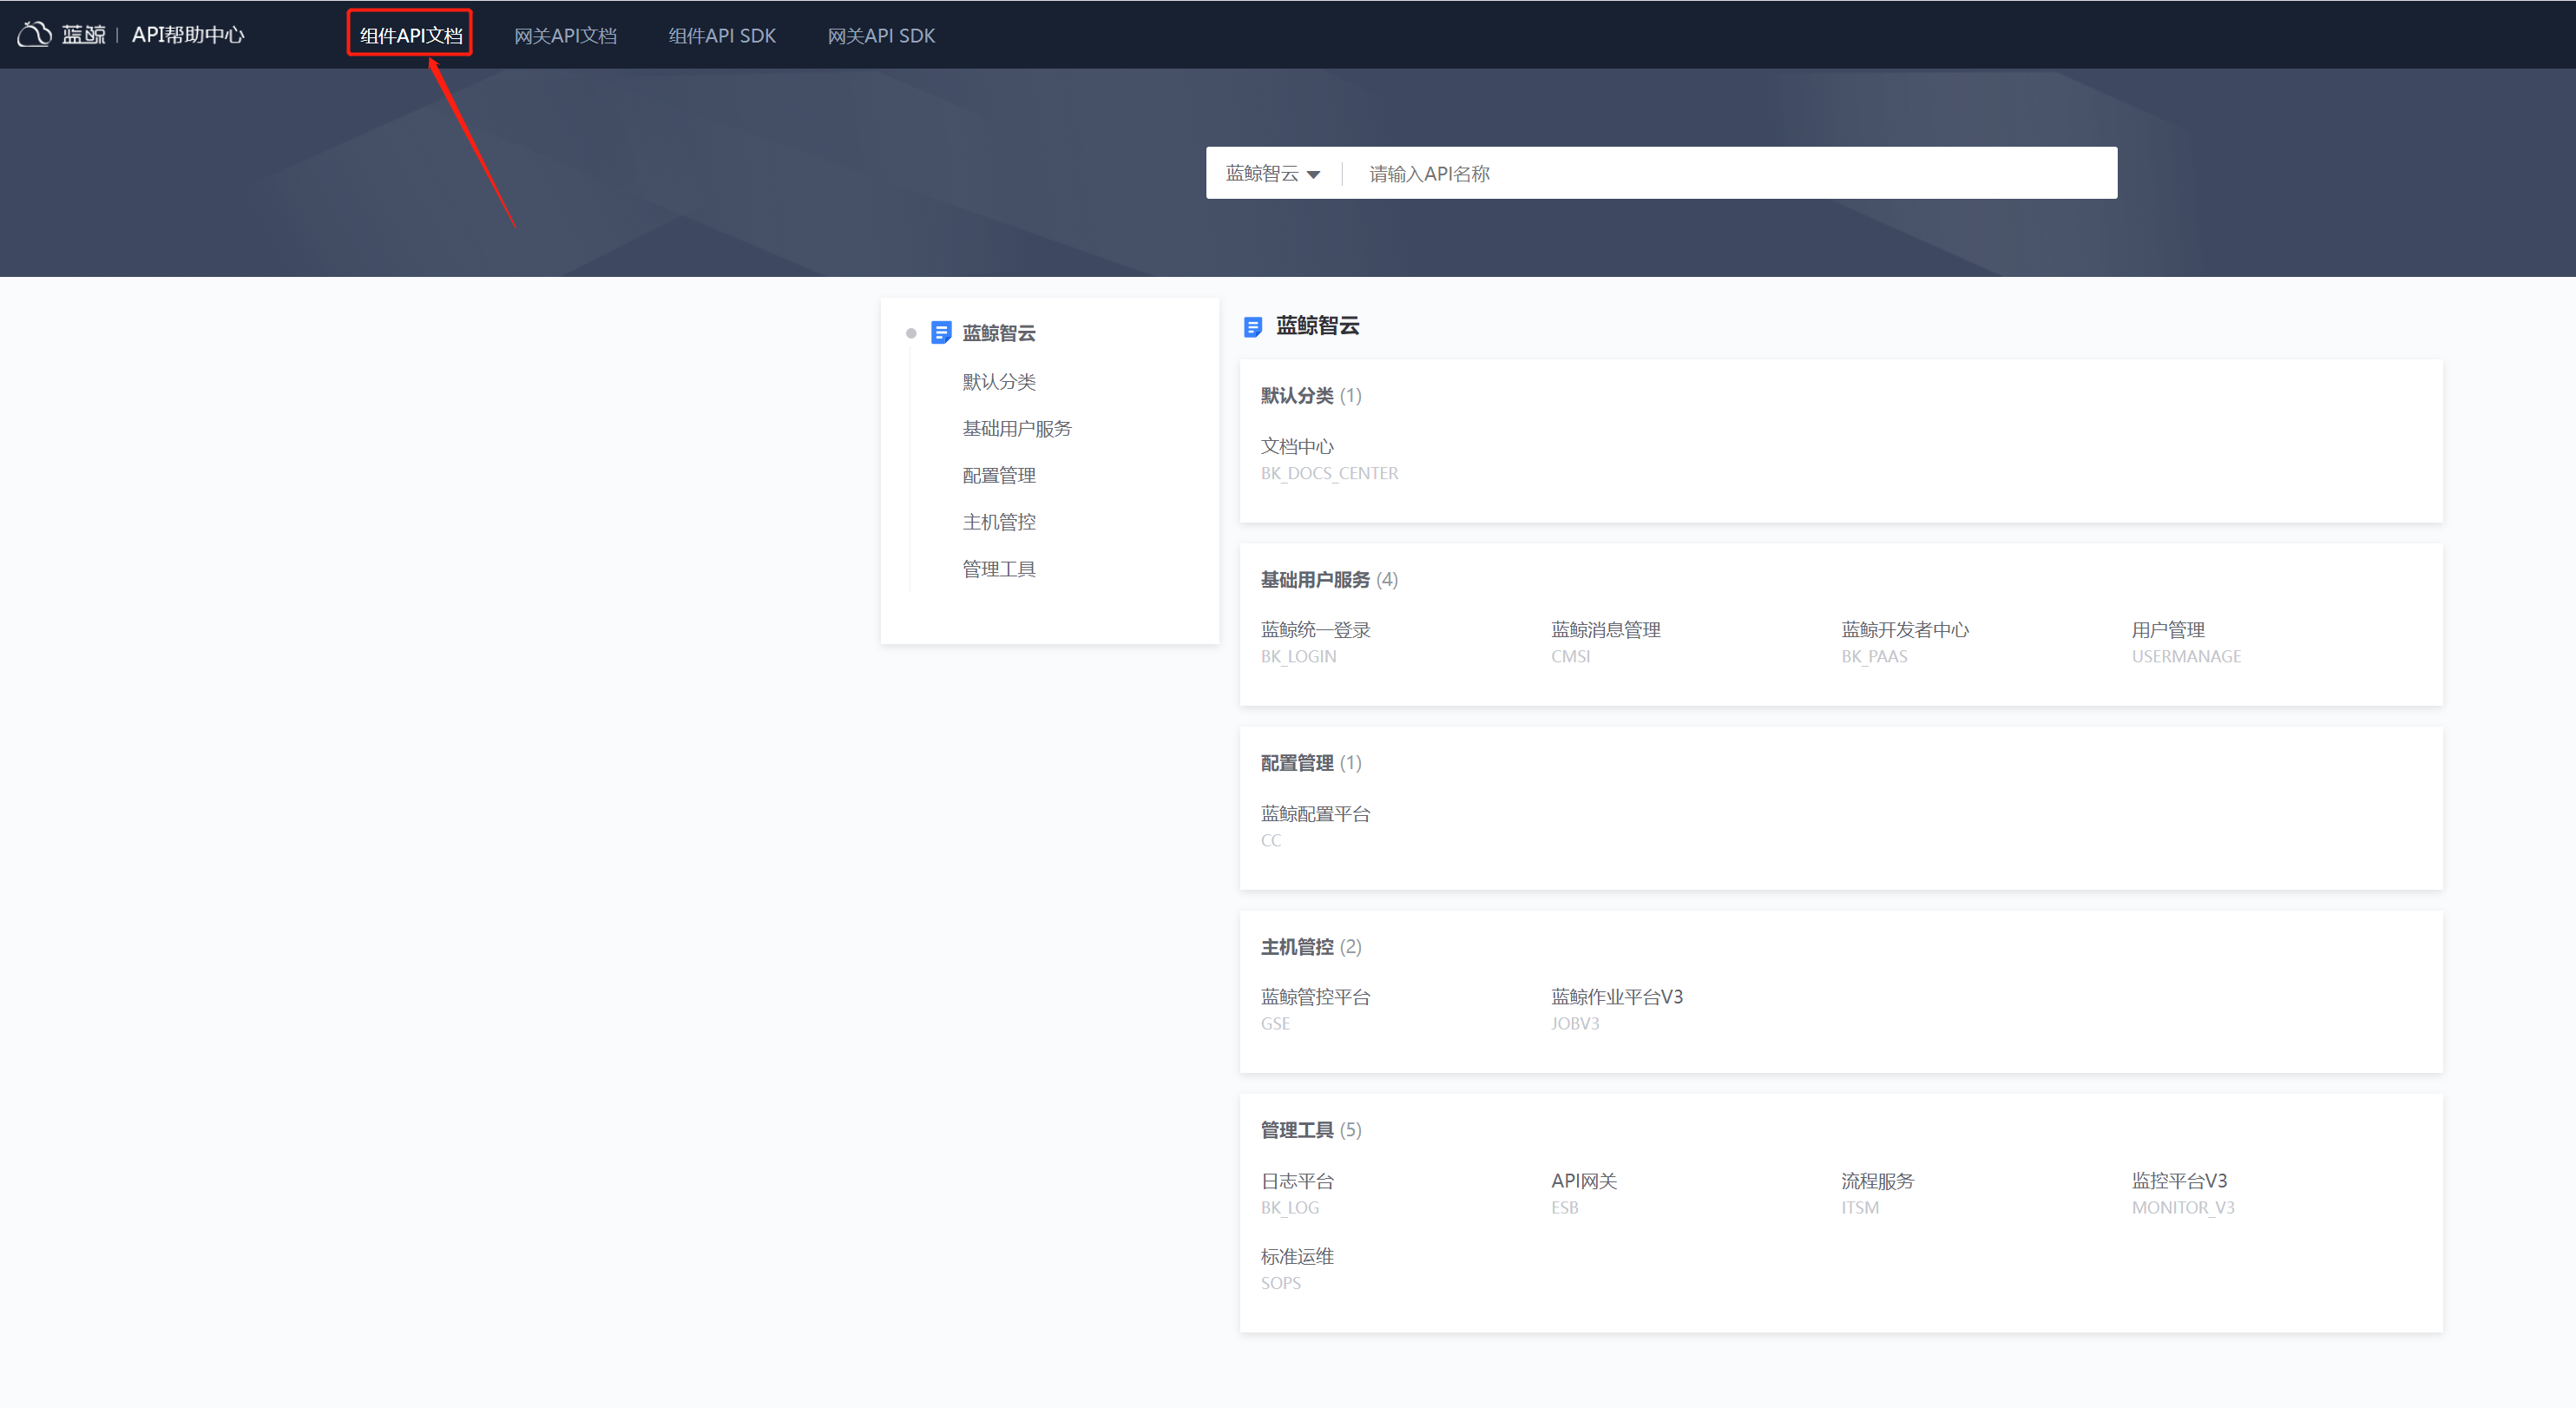 蓝鲸 | API帮助中心 组件API文档 网关API文档 组件API SDK 网关API SDK
蓝鲸智云 请输入API名称
蓝鲸智云
默认分类
基础用户服务
配置管理
主机管控
管理工具
蓝鲸智云
默认分类 (1)
文档中心
BK_DOCS_CENTER
基础用户服务 (4)
蓝鲸统一登录 蓝鲸消息管理 蓝鲸开发者中心 用户管理
BK_LOGIN CMSI BK_PAAS USERMANAGE
配置管理 (1)
蓝鲸配置平台
CC
主机管控 (2)
蓝鲸管控平台 蓝鲸作业平台V3
GSE JOBV3
管理工具 (5)
日志平台 API网关 流程服务 监控平台V3
BK_LOG ESB ITSM MONITOR_V3
标准运维
SOPS